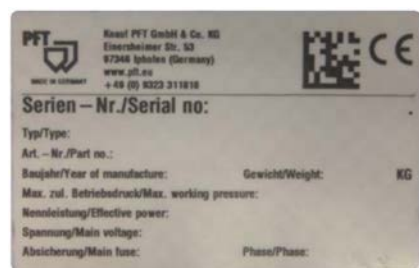 PFT
MADE IN GERMANY
Knauf PFT GmbH & Co. KG
Einersheimer Str. 53
97346 Iphofen (Germany)
www.pft.eu
+49 (0) 9323 311818
CE
Serien – Nr./Serial no:
Typ/Type:
Art. – Nr./Part no.:
Baujahr/Year of manufacture: Gewicht/Weight: KG
Max. zul. Betriebsdruck/Max. working pressure:
Nennleistung/Effective power:
Spannung/Main voltage:
Absicherung/Main fuse: Phase/Phase: